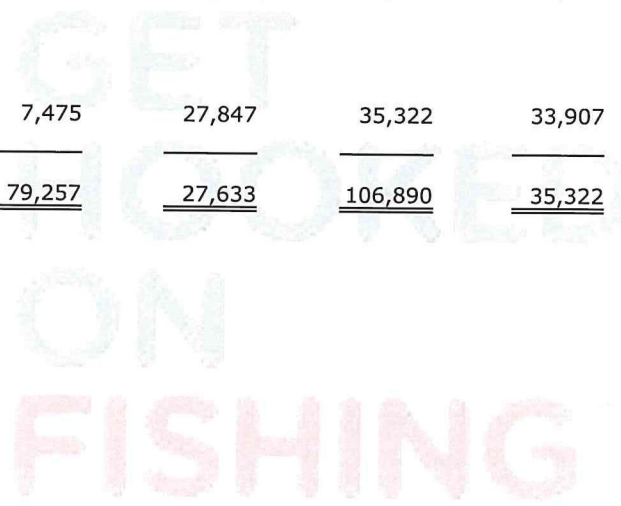 GET
7,475 27,847 35,322 33,907
HOOKED
79,257 27,633 106,890 35,322
ON
FISHING